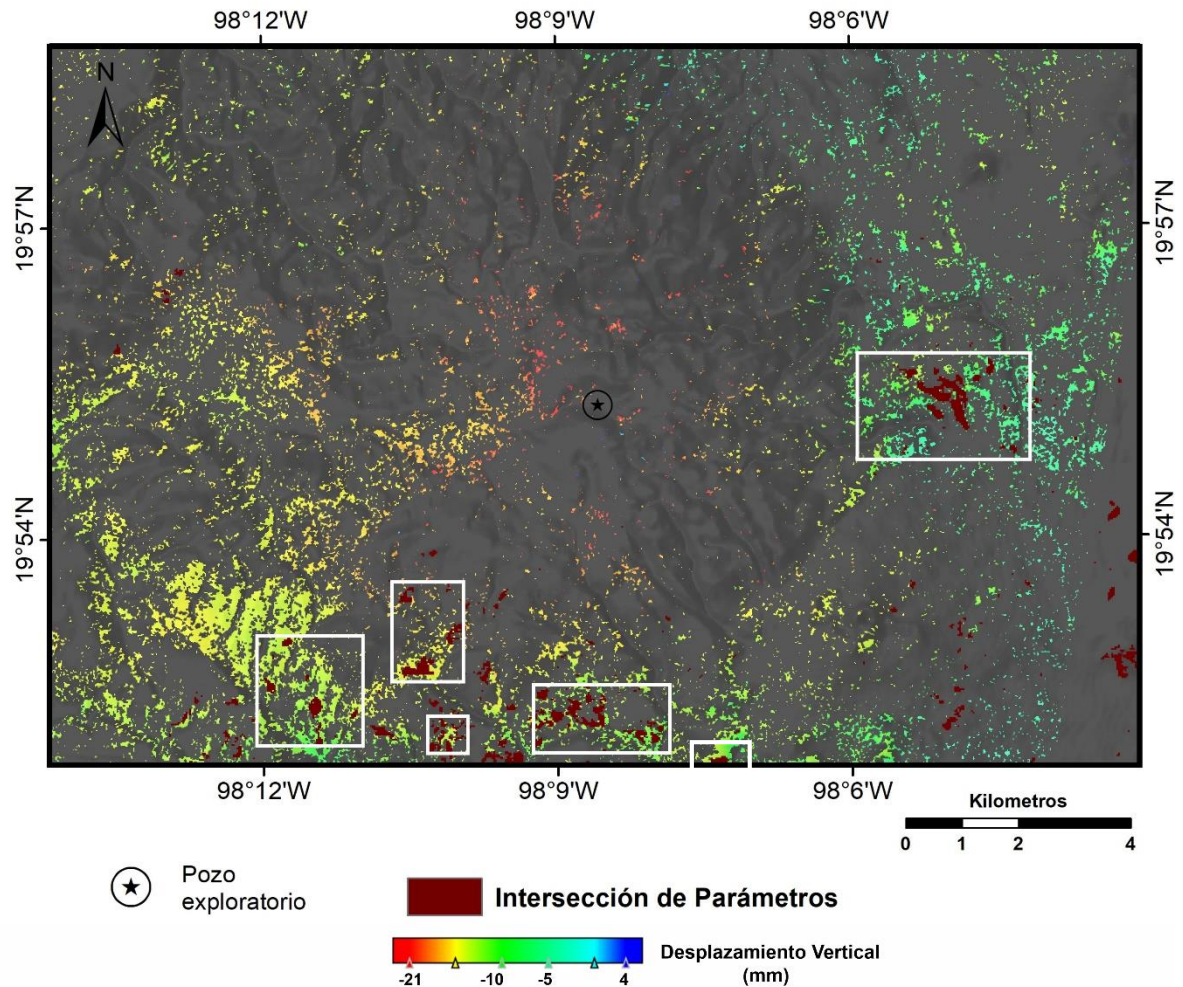 98°12'W 98°9'W 98°6'W
N
19°57'N 19°57'N
19°54'N 19°54'N
98°12'W 98°9'W 98°6'W
Kilometros
0 1 2 4
Pozo
exploratorio
Intersección de Parámetros
Desplazamiento Vertical
(mm)
-21 -10 -5 4